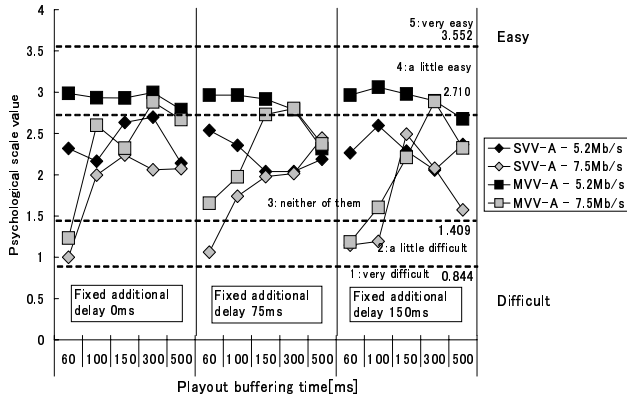 5:very easy
3.552
Easy
4:a little easy
2.710
3: neither of them
1.409
2:a little difficult
1:very difficult
0.844
Difficult
Psychological scale value
4
3.5
3
2.5
2
1.5
1
0.5
0
SVV-A - 5.2Mb/s
SVV-A - 7.5Mb/s
MVV-A - 5.2Mb/s
MVV-A - 7.5Mb/s
Fixed additional
delay 0ms
Fixed additional
delay 75ms
Fixed additional
delay 150ms
60 100 150 300 500 60 100 150 300 500 60 100 150 300 500
Playout buffering time[ms]